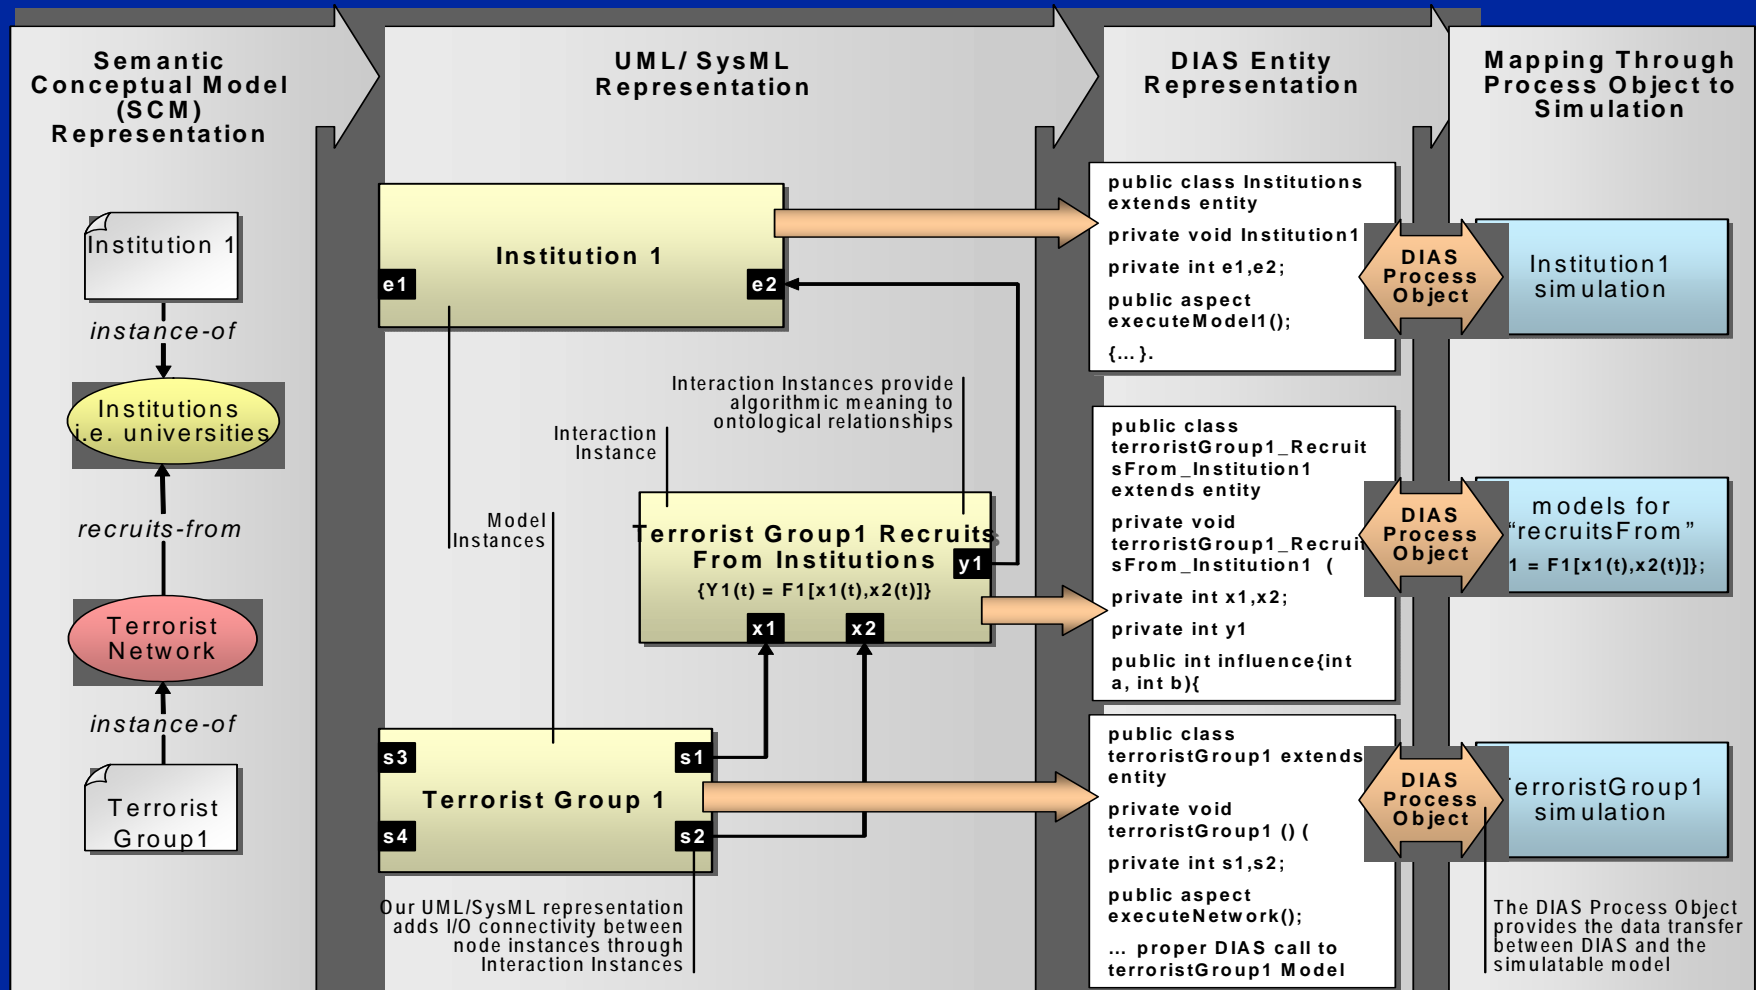 Semantic
Conceptual Model
(SCM)
Representation
UML/ SysML
Representation
DIAS Entity
Representation
Mapping Through
Process Object to
Simulation
Institution 1
instance-of
Institutions
i.e. universities
recruits-from
Terrorist
Network
instance-of
Terrorist
Group1
Institution 1
e1
e2
Interaction Instances provide
algorithmic meaning to
ontological relationships
Interaction
Instance
Model
Instances
Terrorist Group1 Recruits
From Institutions
{Y1(t) = F1[x1(t),x2(t)]}
y1
x1
x2
s3
s1
Terrorist Group 1
s4
s2
Our UML/SysML representation
adds I/O connectivity between
node instances through
Interaction Instances
public class Institutions
extends entity
private void Institution1
private int e1,e2;
public aspect
executeModel1();
{... }.
public class
terroristGroup1_Recruit
sFrom_Institution1
extends entity
private void
terroristGroup1_Recruit
sFrom_Institution1 (
private int x1,x2;
private int y1
public int influence{int
a, int b){
public class
terroristGroup1 extends
entity
private void
terroristGroup1 () (
private int s1,s2;
public aspect
executeNetwork();
... proper DIAS call to
terroristGroup1 Model
DIAS
Process
Object
Institution1
simulation
DIAS
Process
Object
models for
“recruitsFrom”
1 = F1[x1(t),x2(t)]};
DIAS
Process
Object
erroristGroup1
simulation
The DIAS Process Object
provides the data transfer
between DIAS and the
simulatable model